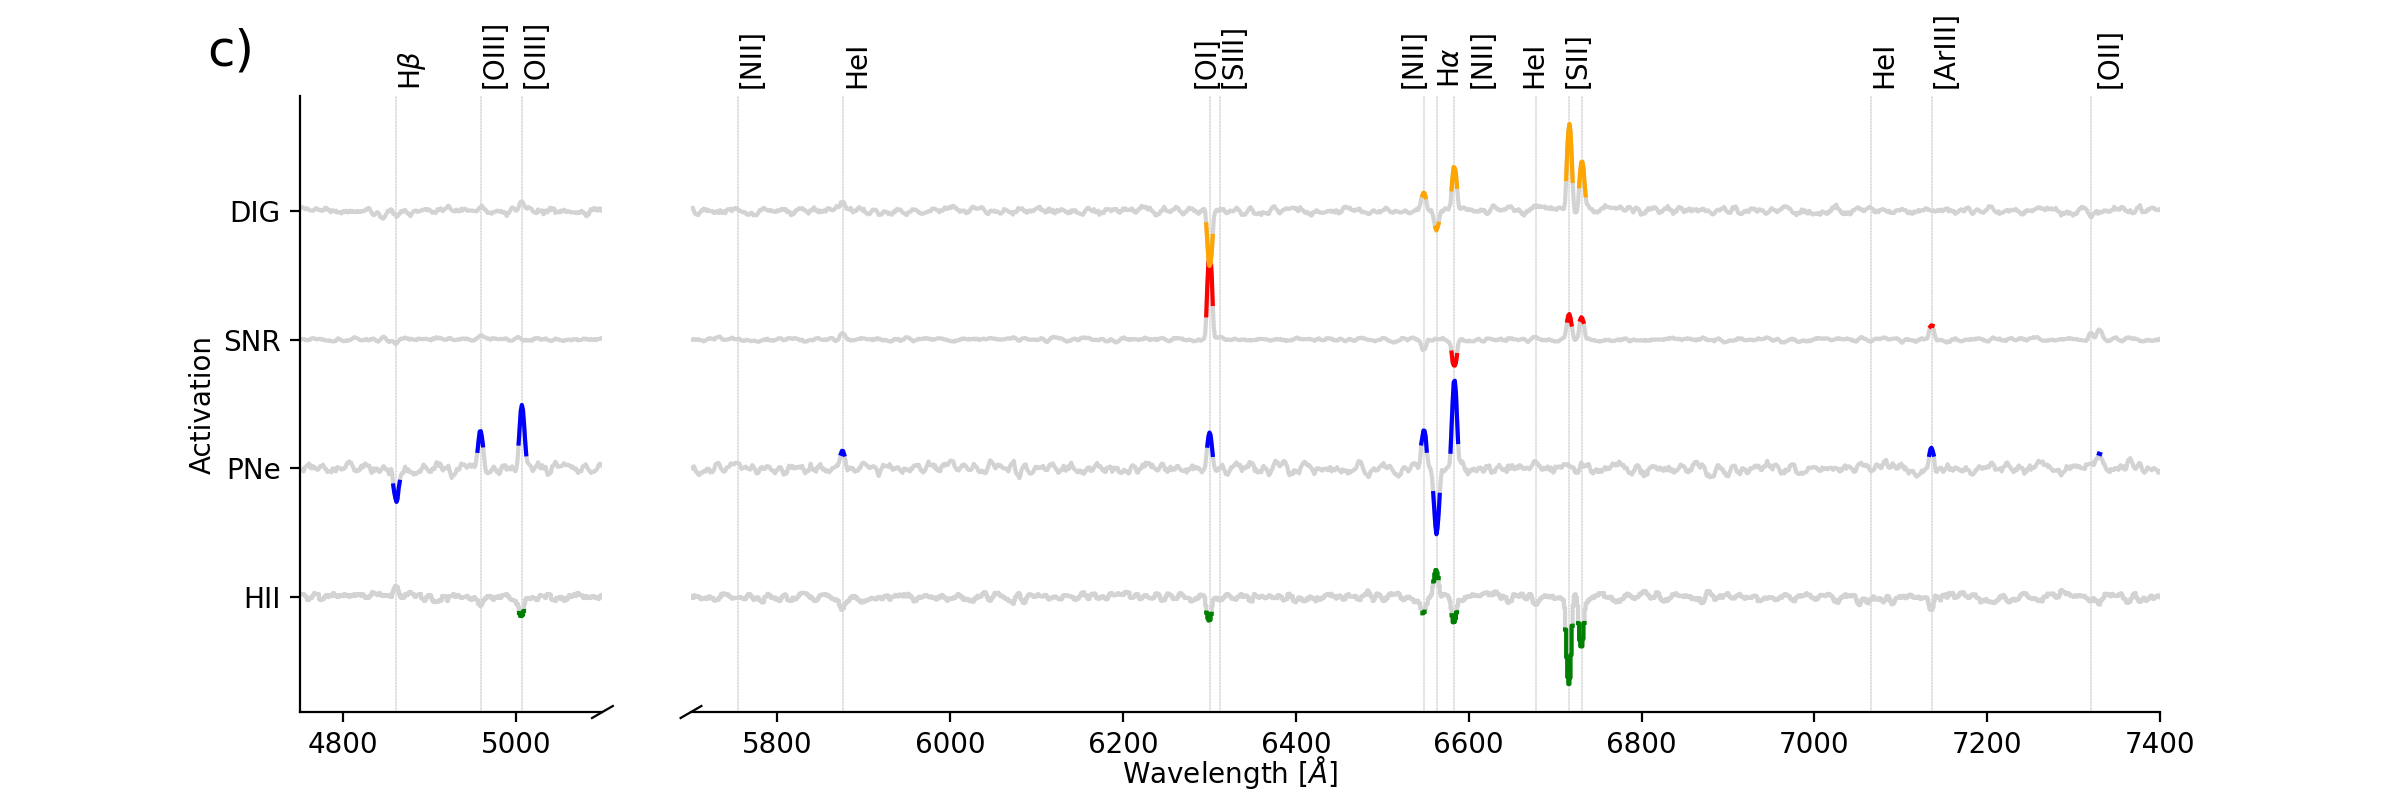 c)
Hβ
[OIII]
[OIII]
[NII]
HeI
[OI]
[SIII]
[NII]
Hα
[NII]
HeI
[SII]
HeI
[ArIII]
[OII]
DIG
SNR
PNe
HII
Activation
4800 5000 5800 6000 6200 6400 6600 6800 7000 7200 7400
Wavelength [Å]